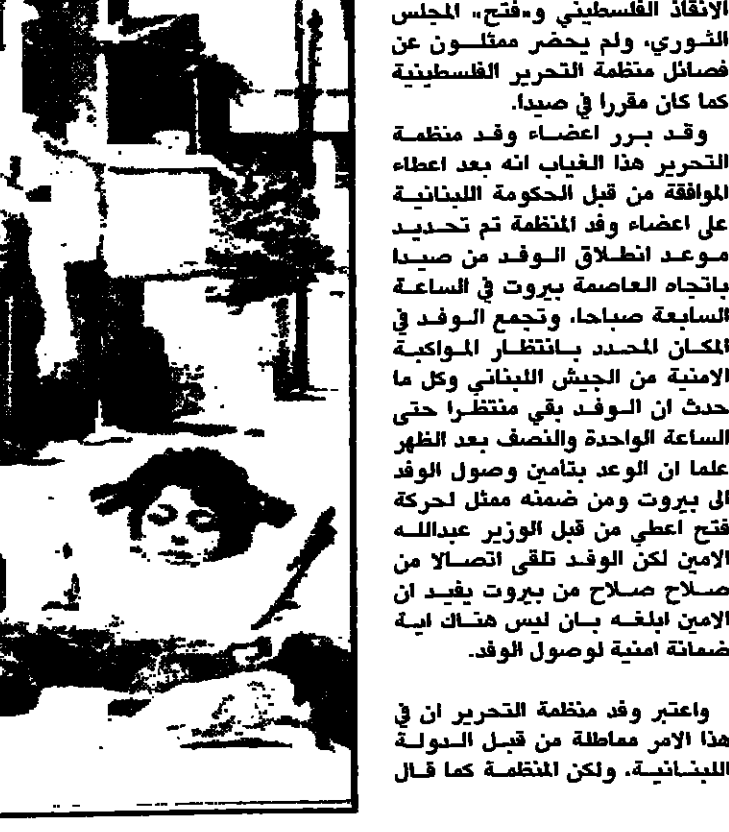 الانقاذ الفلسطيني و«فتح» المجلس
الثوري، ولم يحضر ممثلون عن
فصائل منظمة التحرير الفلسطينية
كما كان مقررا في صيدا.
وقد برر اعضاء وفد منظمة
التحرير هذا الغياب انه بعد اعطاء
الموافقة من قبل الحكومة اللبنانية
على اعضاء وفد المنظمة تم تحديد
موعد انطلاق الوفد من صيدا
باتجاه العاصمة بيروت في الساعة
السابعة صباحا، وتجمع الوفد في
المكان المحدد بانتظار المواكبة
الامنية من الجيش اللبناني وكل ما
حدث ان الوفد بقي منتظرا حتى
الساعة الواحدة والنصف بعد الظهر
علما ان الوعد بتأمين وصول الوفد
الى بيروت ومن ضمنه ممثل لحركة
فتح اعطي من قبل الوزير عبدالله
الامين لكن الوفد تلقى اتصالا من
صلاح صلاح من بيروت يفيد ان
الامين ابلغه بان ليس هناك اية
ضمانة امنية لوصول الوفد.
واعتبر وفد منظمة التحرير ان في
هذا الامر مماطلة من قبل الدولة
اللبنانية، ولكن المنظمة كما قال